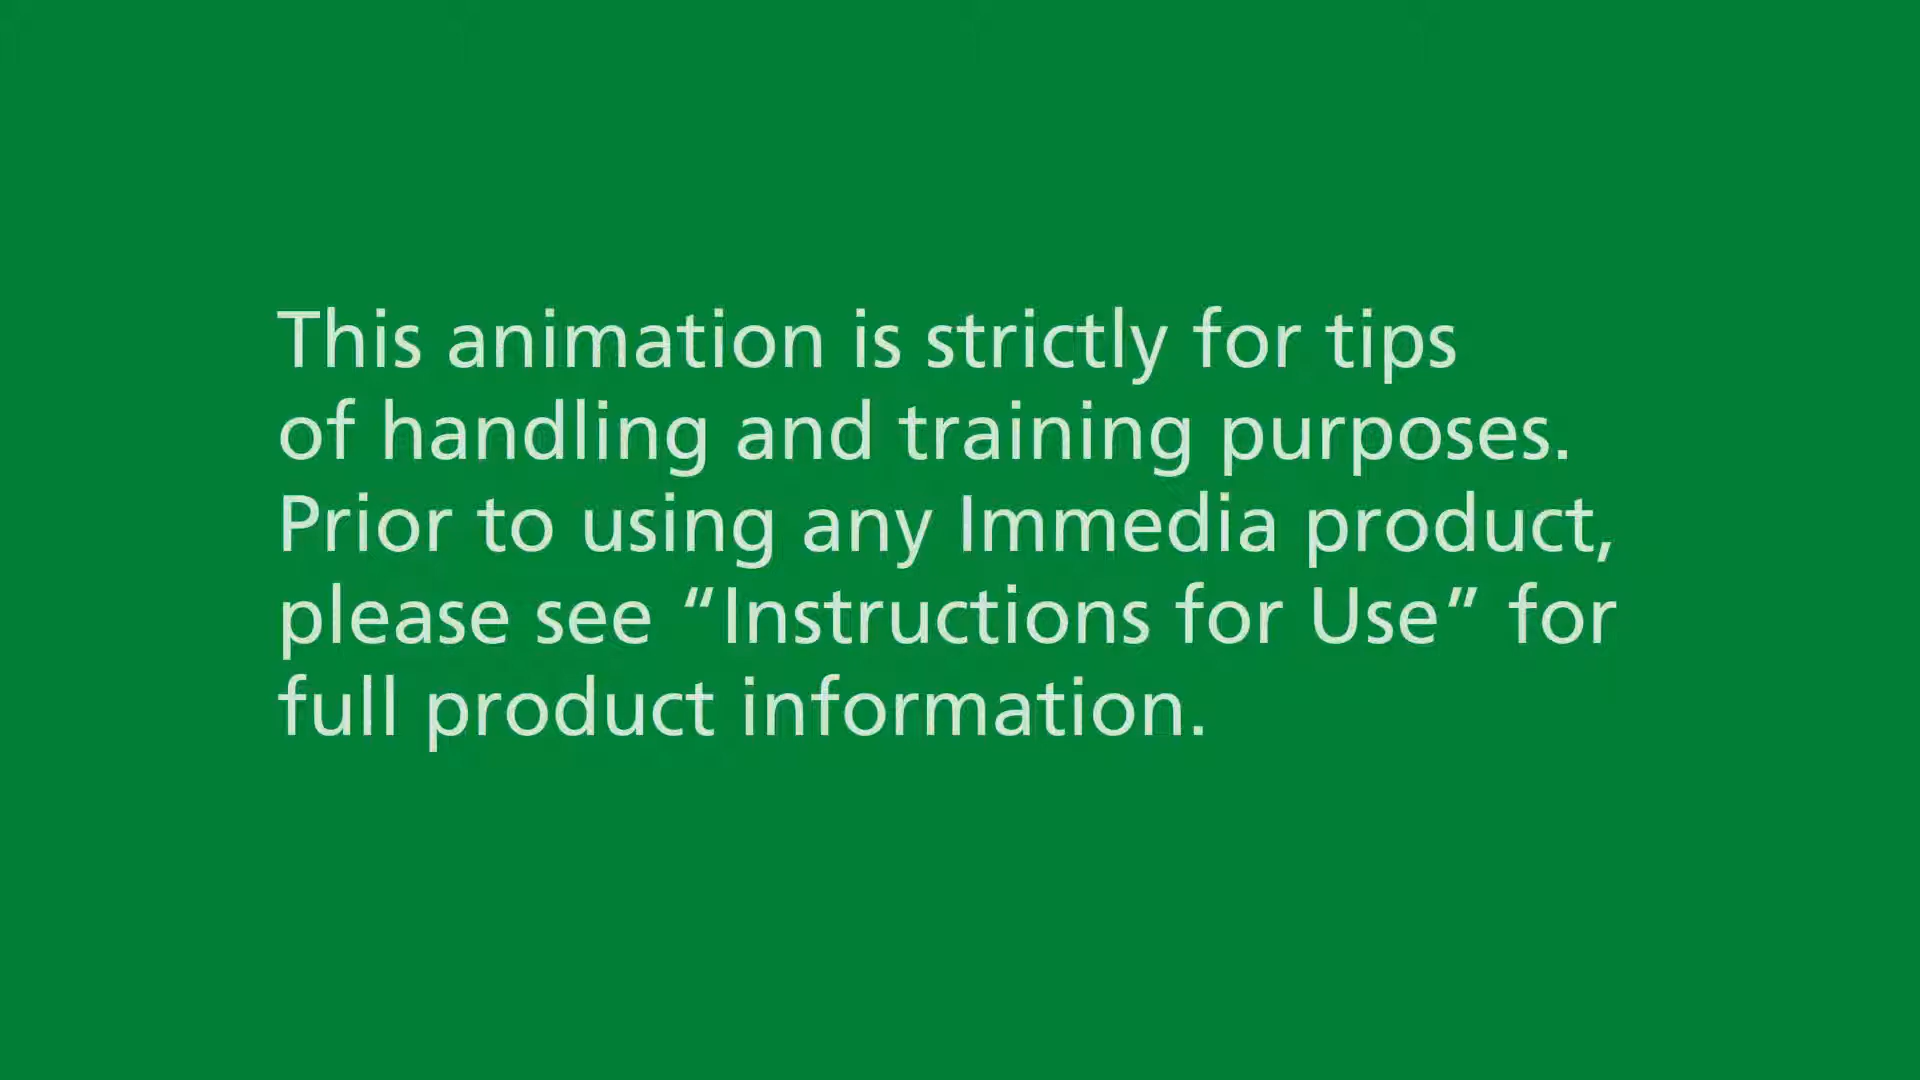 This animation is strictly for tips
of handling and training purposes.
Prior to using any Immedia product,
please see “Instructions for Use” for
full product information.